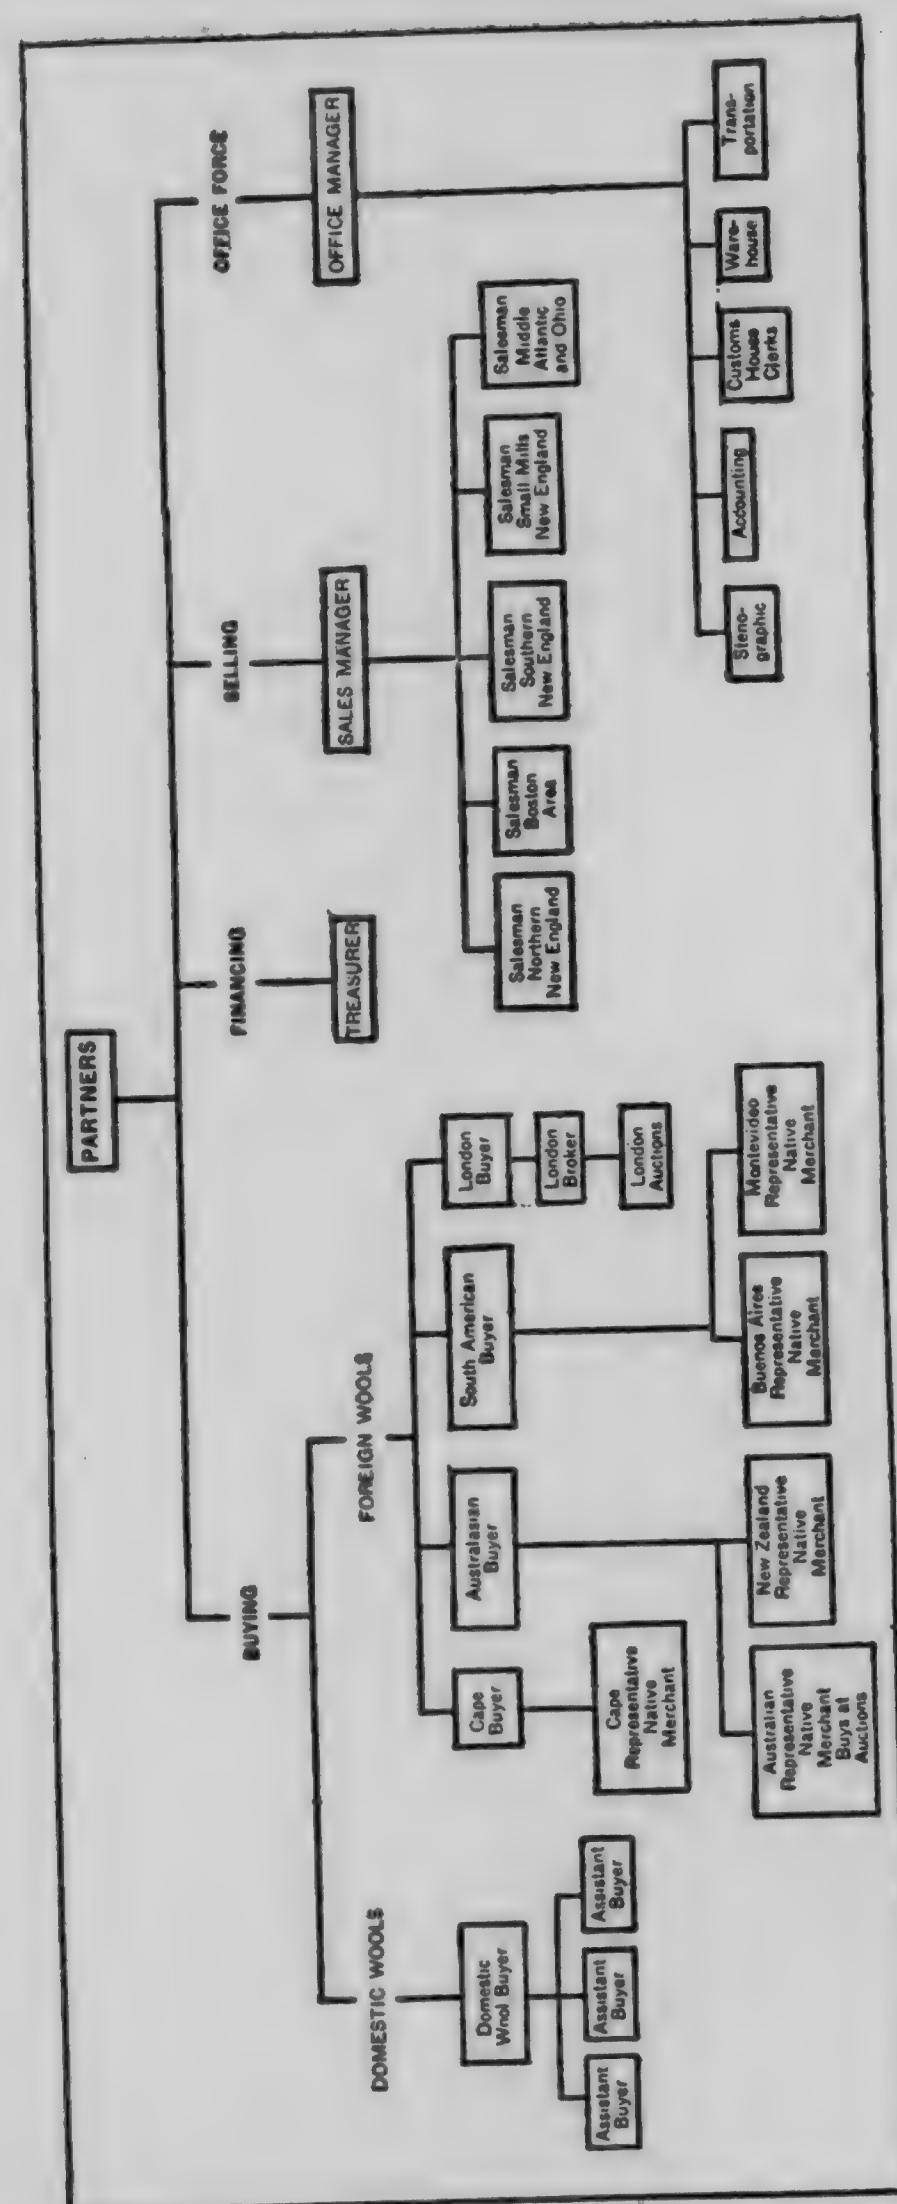 PARTNERS
BUYING
FINANCING
SELLING
OFFICE FORCE
TREASURER
SALES MANAGER
OFFICE MANAGER
DOMESTIC WOOLS
FOREIGN WOOLS
Domestic
Wool Buyer
Assistant
Buyer
Assistant
Buyer
Assistant
Buyer
Cape
Buyer
Australasian
Buyer
South American
Buyer
London
Buyer
Cape
Representative
Native
Merchant
London
Broker
London
Auctions
Australian
Representative
Native
Merchant
Buys at
Auctions
New Zealand
Representative
Native
Merchant
Buenos Aires
Representative
Native
Merchant
Montevideo
Representative
Native
Merchant
Salesman
Northern
New England
Salesman
Boston
Area
Salesman
Southern
New England
Salesman
Small Mills
New England
Salesman
Middle
Atlantic
and Ohio
Steno-
graphic
Accounting
Customs
House
Clerks
Ware-
house
Trans-
portation